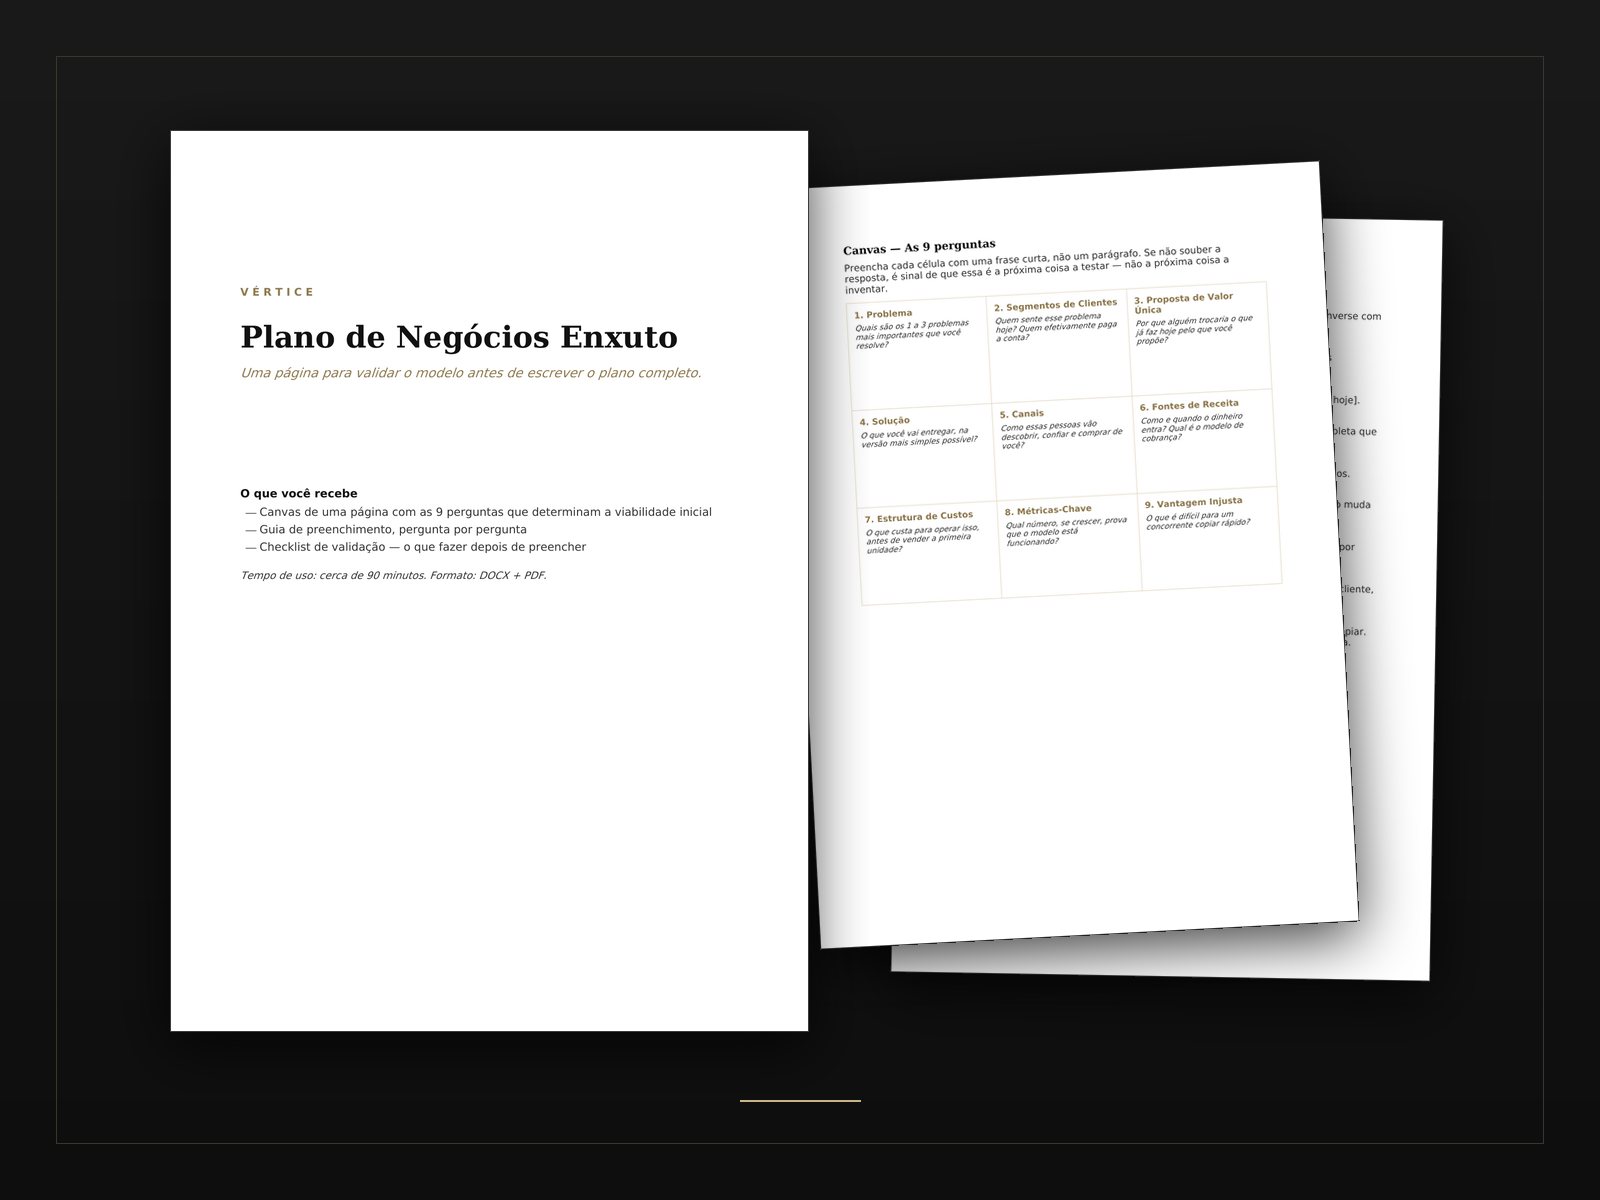 VÉRTICE
Plano de Negócios Enxuto
Uma página para validar o modelo antes de escrever o plano completo.
O que você recebe
— Canvas de uma página com as 9 perguntas que determinam a viabilidade inicial
— Guia de preenchimento, pergunta por pergunta
— Checklist de validação — o que fazer depois de preencher
Tempo de uso: cerca de 90 minutos. Formato: DOCX + PDF.
Canvas — As 9 perguntas
Preencha cada célula com uma frase curta, não um parágrafo. Se não souber a
resposta, é sinal de que essa é a próxima coisa a testar — não a próxima coisa a
inventar.
1. Problema
Quais são os 1 a 3 problemas
mais importantes que você
resolve?
2. Segmentos de Clientes
Quem sente esse problema
hoje? Quem efetivamente paga
a conta?
3. Proposta de Valor
Única
Por que alguém trocaria o que
já faz hoje pelo que você
propõe?
4. Solução
O que você vai entregar, na
versão mais simples possível?
5. Canais
Como essas pessoas vão
descobrir, confiar e comprar de
você?
6. Fontes de Receita
Como e quando o dinheiro
entra? Qual é o modelo de
cobrança?
7. Estrutura de Custos
O que custa para operar isso,
antes de vender a primeira
unidade?
8. Métricas-Chave
Qual número, se crescer, prova
que o modelo está
funcionando?
9. Vantagem Injusta
O que é difícil para um
concorrente copiar rápido?
com
hoje].
que
os.
muda
por
cliente,
piar.
a.